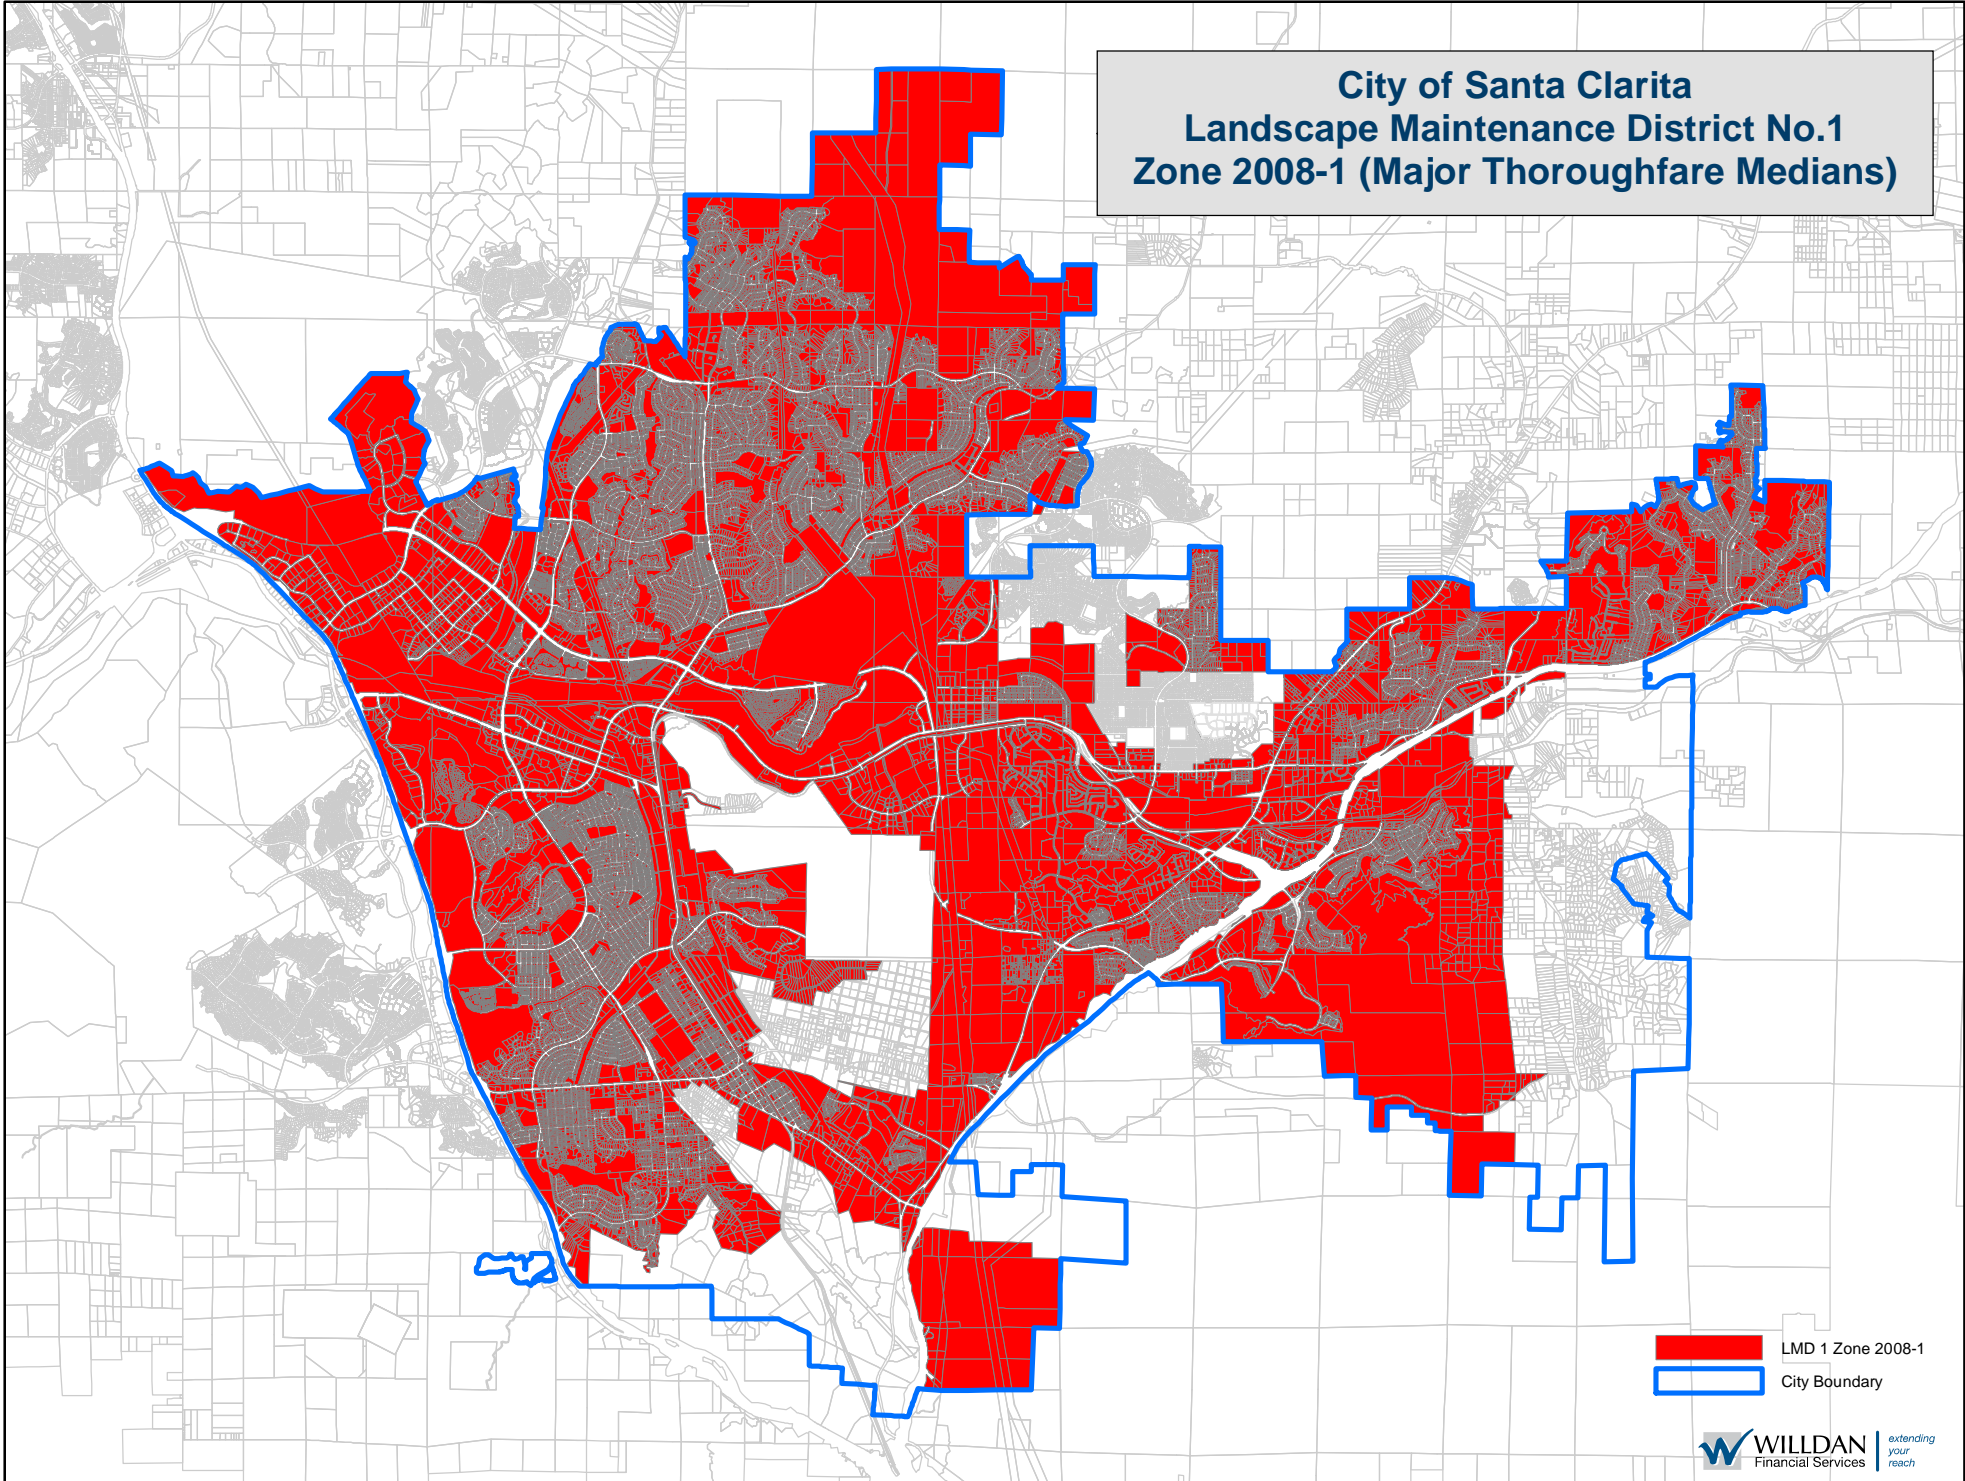 City of Santa Clarita
Landscape Maintenance District No.1
Zone 2008-1 (Major Thoroughfare Medians)
LMD 1 Zone 2008-1
City Boundary
WILLDAN
Financial Services
extending
your
reach